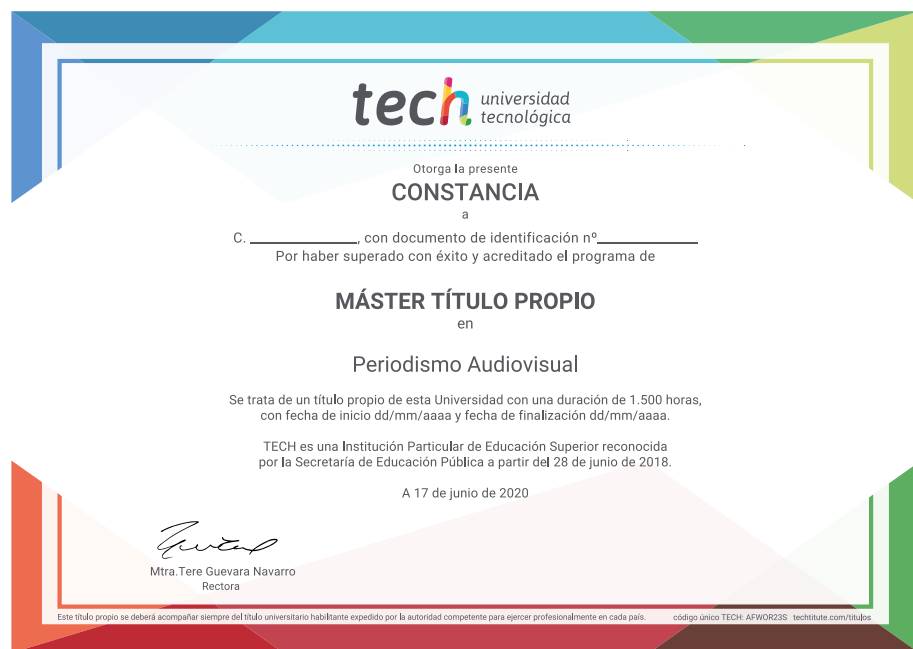 tech universidad
tecnológica
Otorga la presente
CONSTANCIA
a
C. ____________, con documento de identificación nº____________
Por haber superado con éxito y acreditado el programa de
MÁSTER TÍTULO PROPIO
en
Periodismo Audiovisual
Se trata de un título propio de esta Universidad con una duración de 1.500 horas,
con fecha de inicio dd/mm/aaaa y fecha de finalización dd/mm/aaaa.
TECH es una Institución Particular de Educación Superior reconocida
por la Secretaría de Educación Pública a partir del 28 de junio de 2018.
A 17 de junio de 2020
Mtra.Tere Guevara Navarro
Rectora
Este título propio se deberá acompañar siempre del título universitario habilitante expedido por la autoridad competente para ejercer profesionalmente en cada país. código único TECH: AFWOR23S techtitute.com/titulos